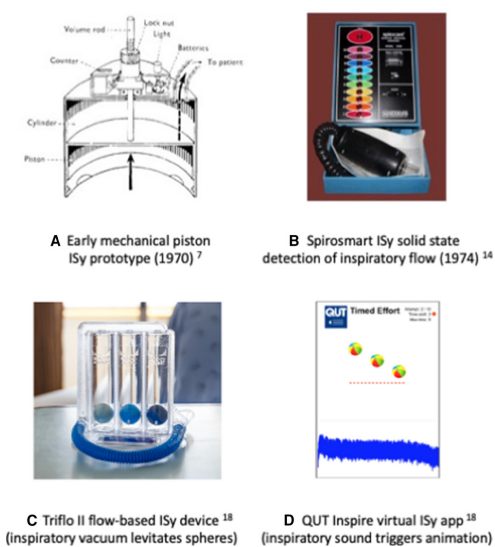 Volume rod
Lock nut
Light
Batteries
Counter
To patient
Cylinder
Piston
A Early mechanical piston
ISy prototype (1970) 7
B Spirosmart ISy solid state
detection of inspiratory flow (1974) 14
QUT Timed Effort
C Triflo II flow-based ISy device 18
(inspiratory vacuum levitates spheres)
D QUT Inspire virtual ISy app 18
(inspiratory sound triggers animation)